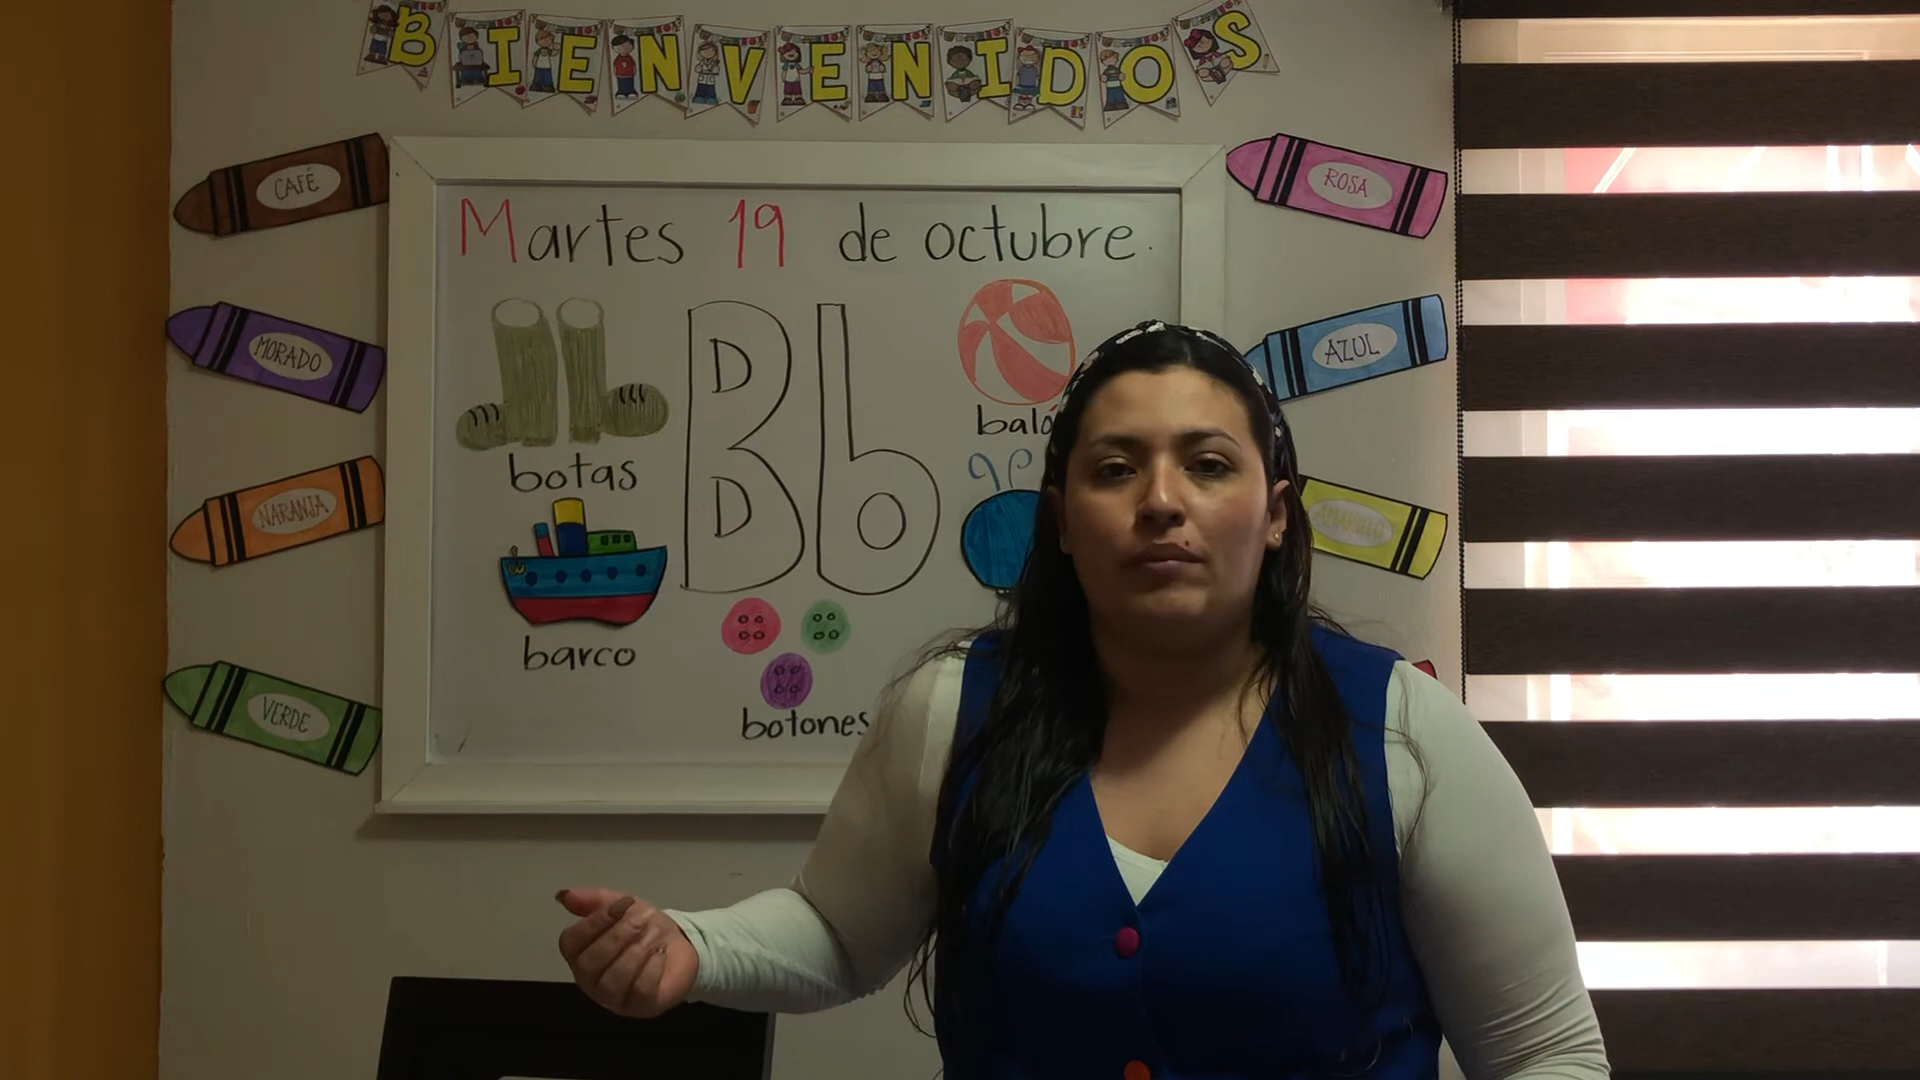 BIENVENIDOS
CAFÉ
ROSA
Martes 19 de octubre.
MORADO
AZUL
Bb
botas
NARANJA
barco
VERDE
botones